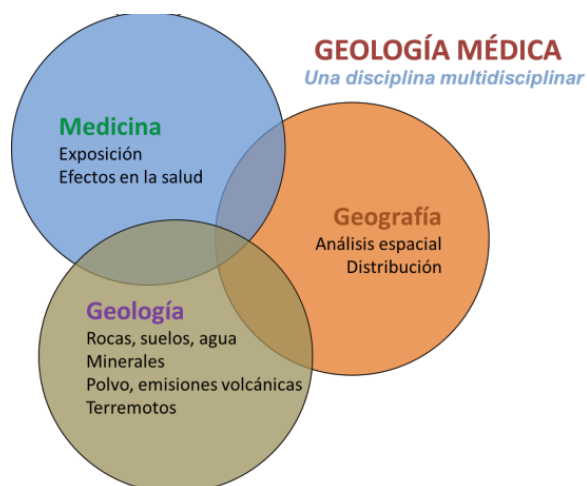 GEOLOGÍA MÉDICA
Una disciplina multidisciplinar
Medicina
Exposición
Efectos en la salud
Geografía
Análisis espacial
Distribución
Geología
Rocas, suelos, agua
Minerales
Polvo, emisiones volcánicas
Terremotos